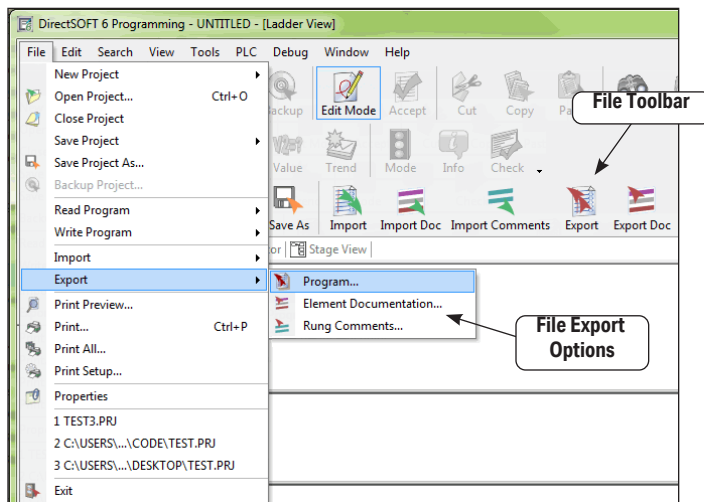 DirectSOFT 6 Programming - UNTITLED - [Ladder View]
File Edit Search View Tools PLC Debug Window Help
New Project
Open Project... Ctrl+O
Close Project
Save Project
Save Project As...
Backup Project...
Read Program
Write Program
Import
Export
Print Preview...
Print... Ctrl+P
Print All...
Print Setup...
Properties
1 TEST3.PRJ
2 C:\USERS\...\CODE\TEST.PRJ
3 C:\USERS\...\DESKTOP\TEST.PRJ
Exit
Edit Mode Accept Cut Copy
File Toolbar
Value Trend Mode Info Check
Save As Import Import Doc Import Comments Export Export Doc
Stage View
Program...
Element Documentation...
Rung Comments...
File Export
Options